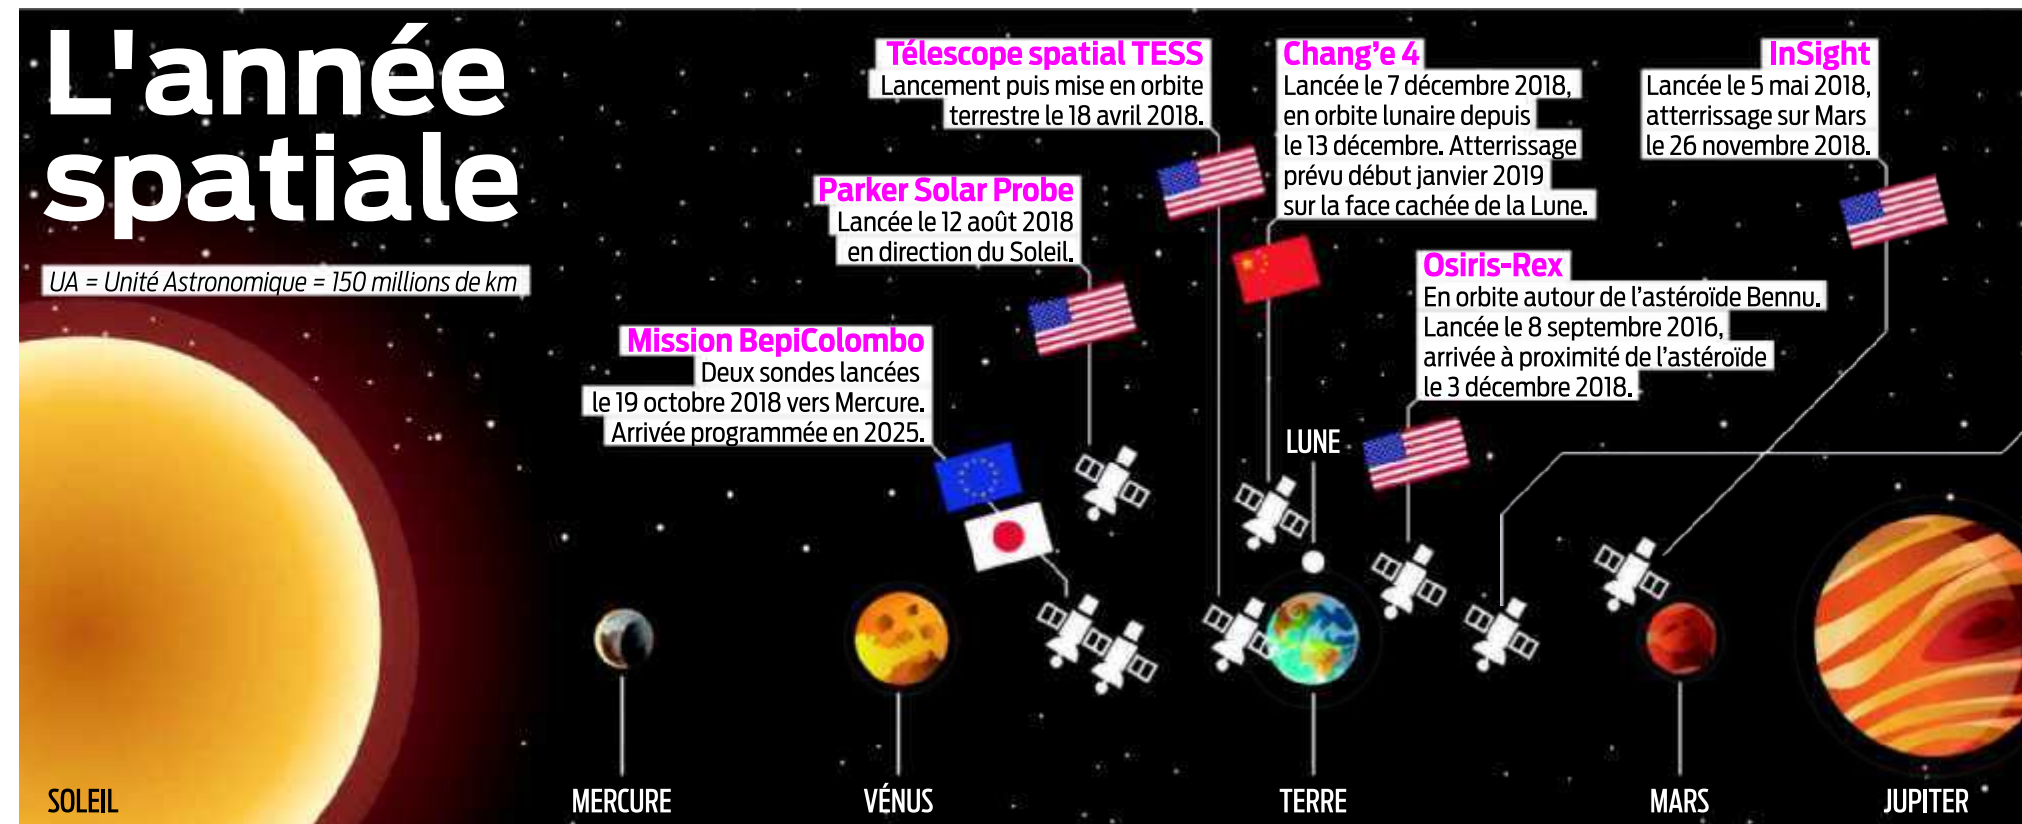 L'année
spatiale
UA = Unité Astronomique = 150 millions de km
Mission BepiColombo
Deux sondes lancées
le 19 octobre 2018 vers Mercure.
Arrivée programmée en 2025.
Parker Solar Probe
Lancée le 12 août 2018
en direction du Soleil.
Télescope spatial TESS
Lancement puis mise en orbite
terrestre le 18 avril 2018.
Chang’e 4
Lancée le 7 décembre 2018,
en orbite lunaire depuis
le 13 décembre. Atterrissage
prévu début janvier 2019
sur la face cachée de la Lune.
Osiris-Rex
En orbite autour de l’astéroïde Bennu.
Lancée le 8 septembre 2016,
arrivée à proximité de l’astéroïde
le 3 décembre 2018.
InSight
Lancée le 5 mai 2018,
atterrissage sur Mars
le 26 novembre 2018.
LUNE
SOLEIL
MERCURE
VÉNUS
TERRE
MARS
JUPITER